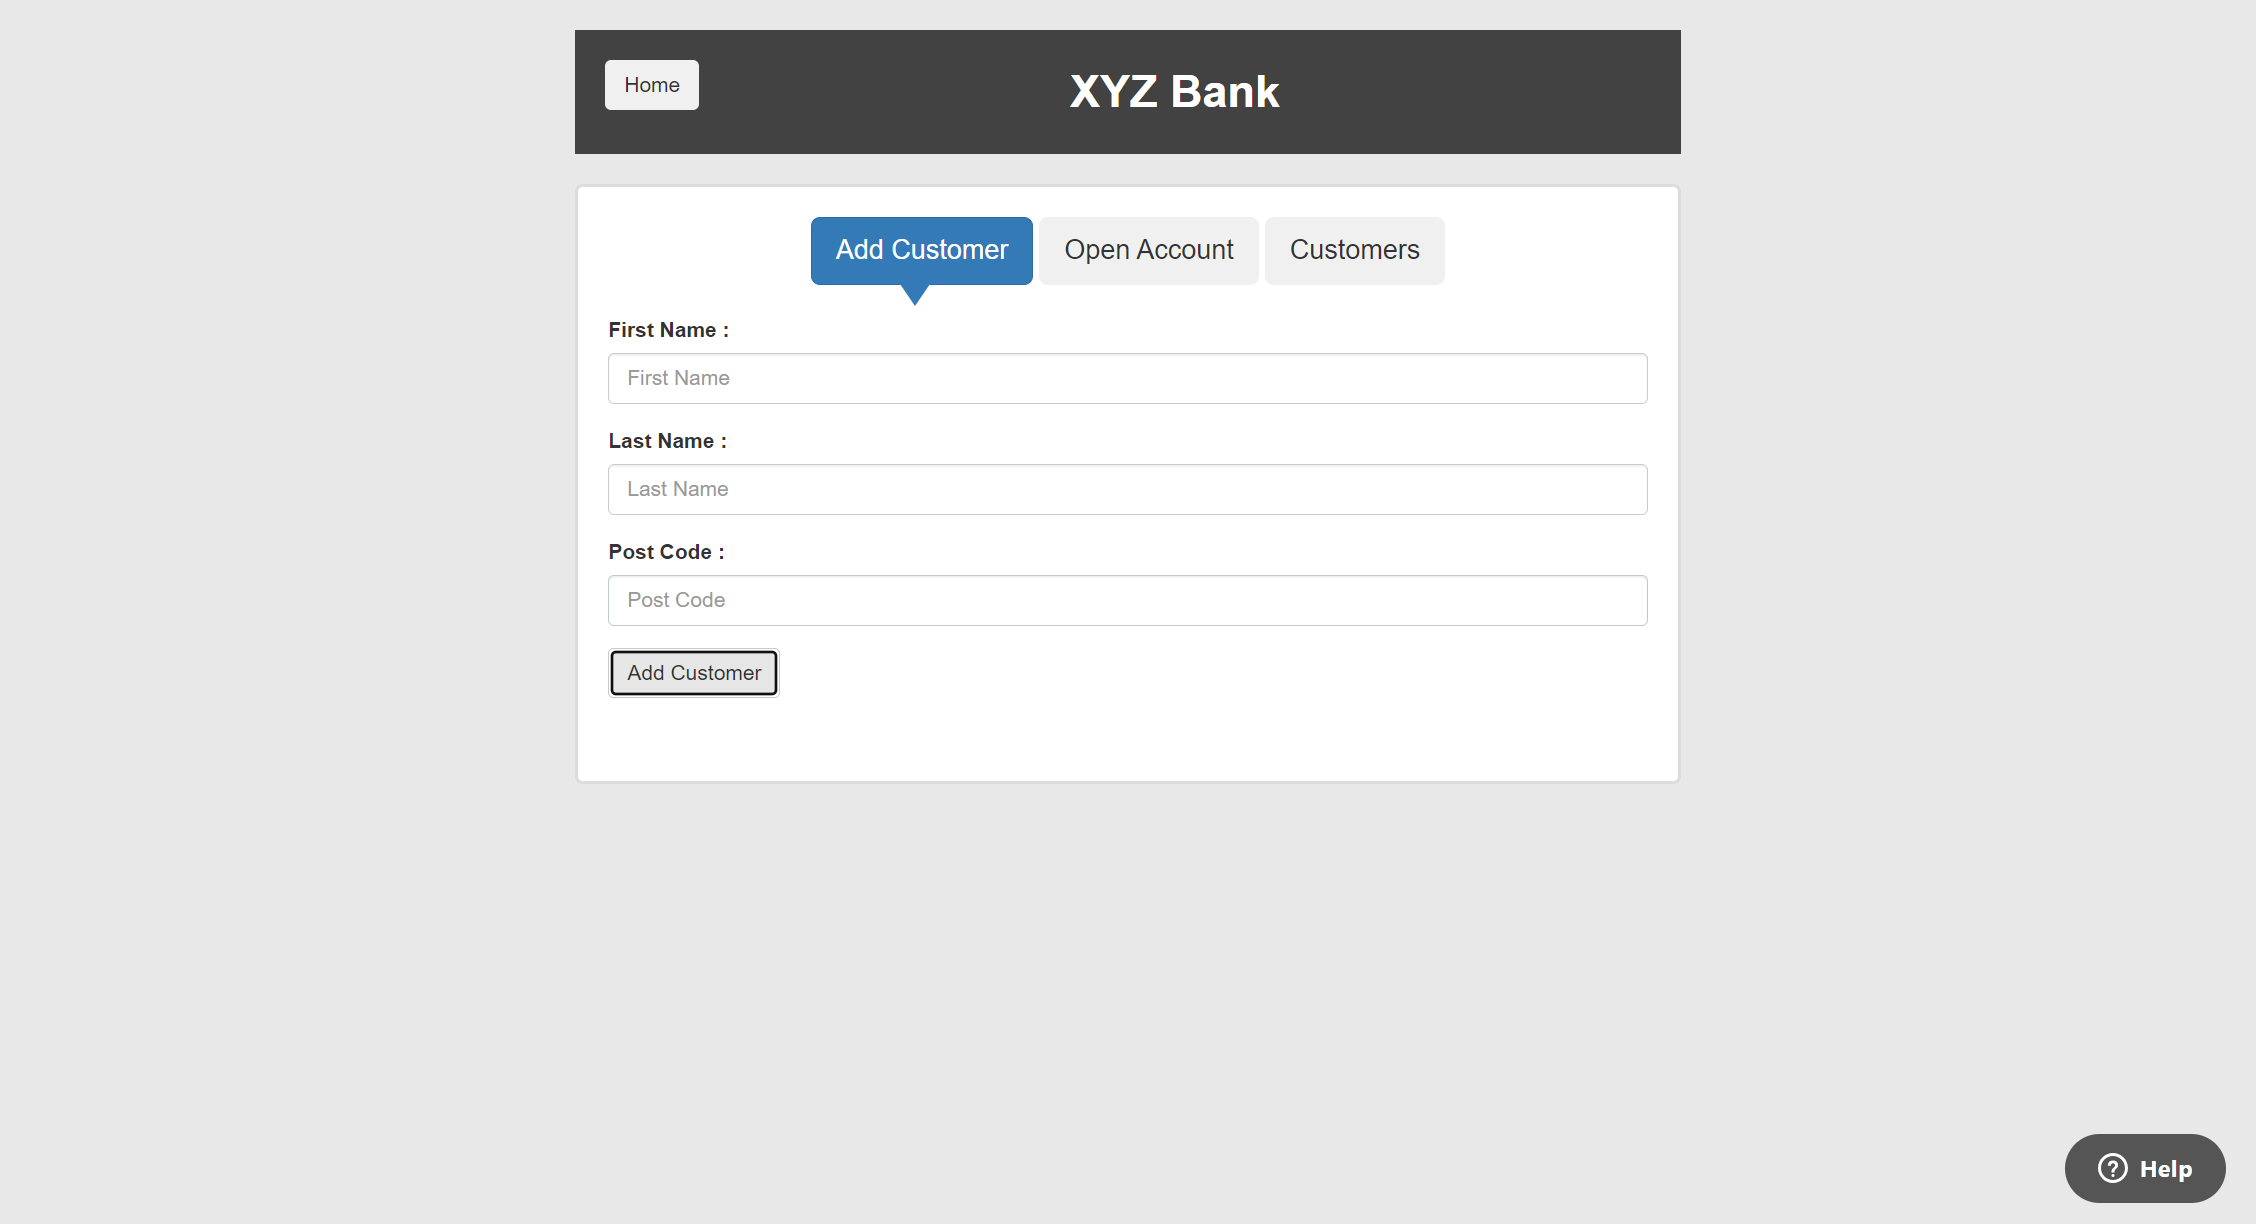 Home
XYZ Bank
Add Customer
Open Account
Customers
First Name :
First Name
Last Name :
Last Name
Post Code :
Post Code
Add Customer
? Help